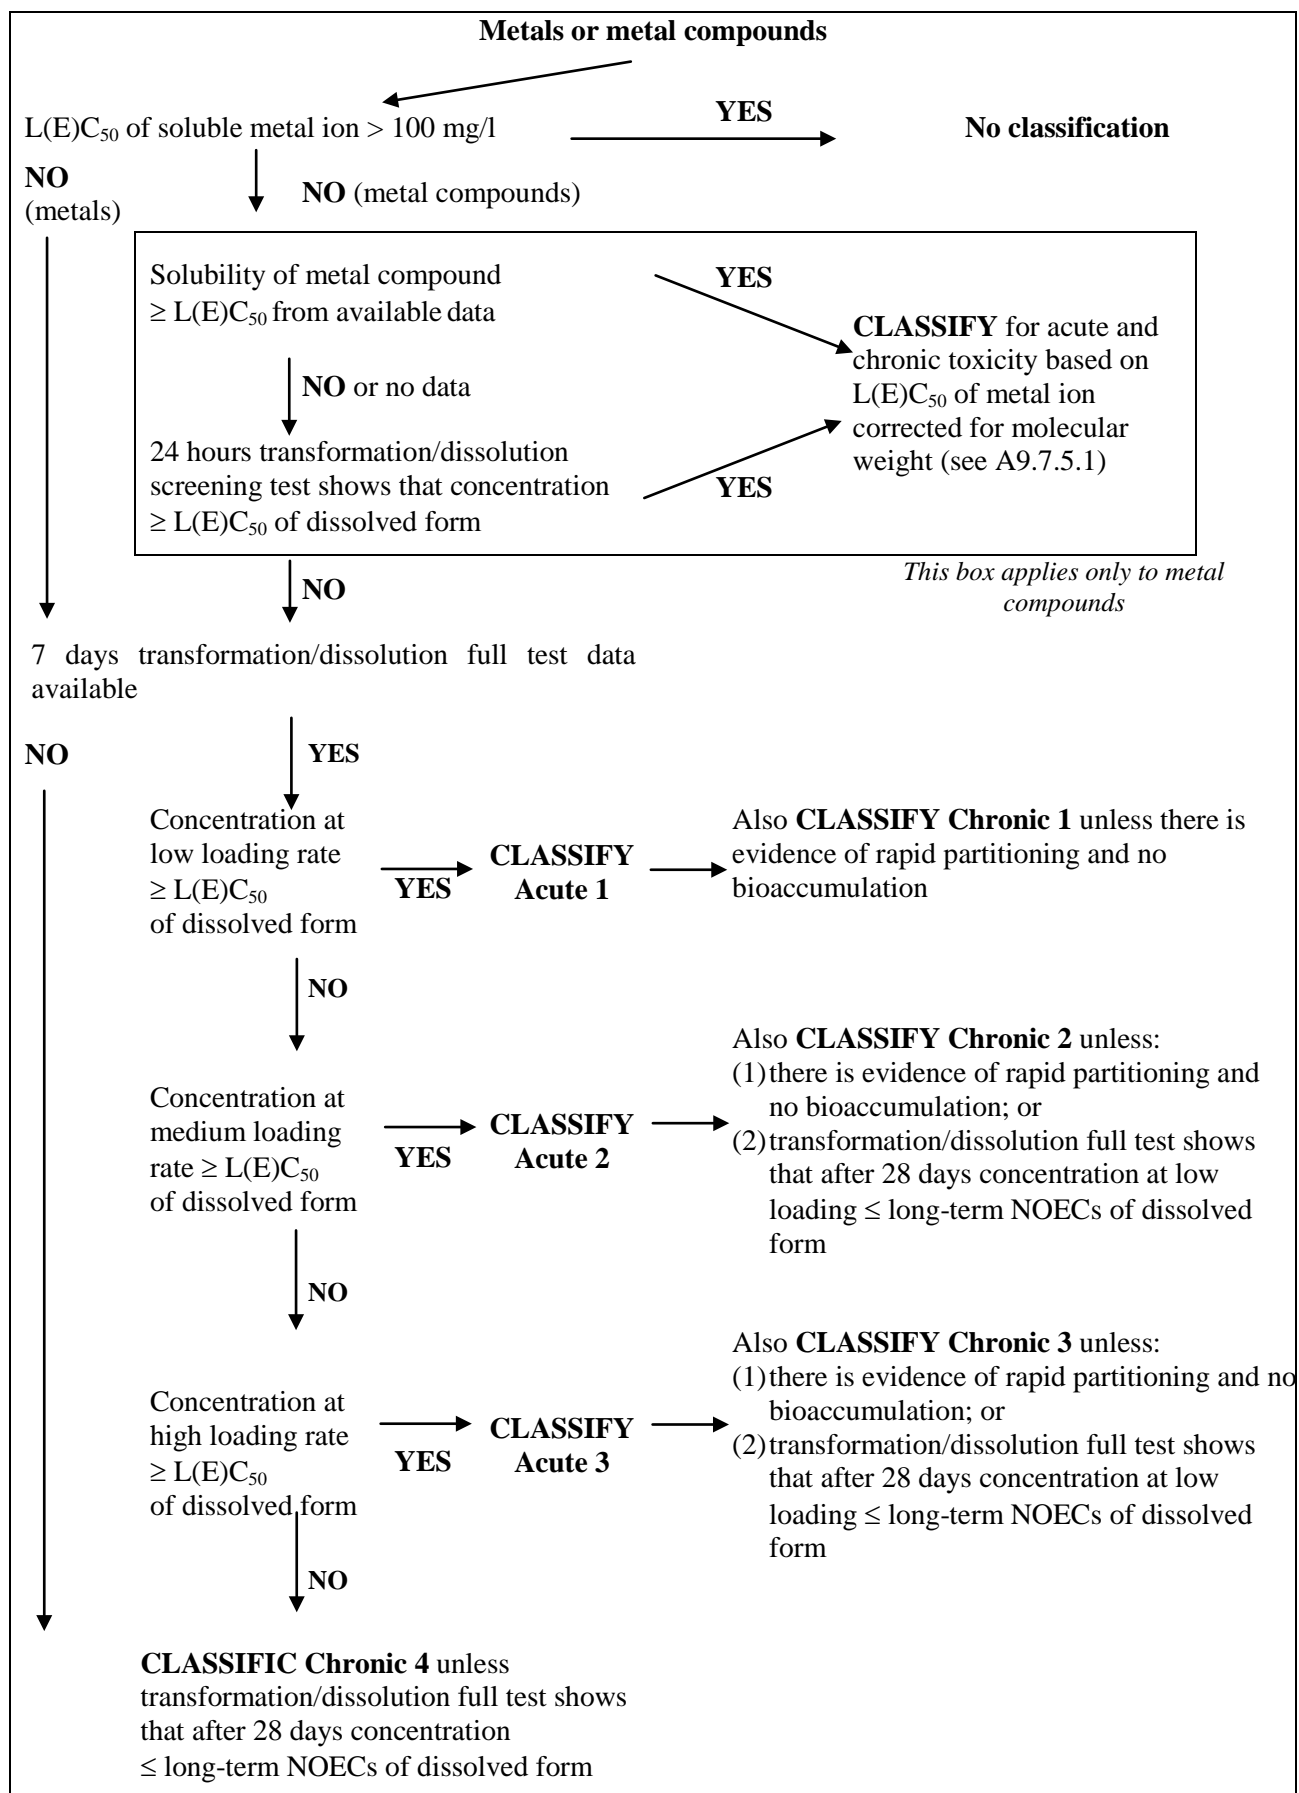 Metals or metal compounds
L(E)C50 of soluble metal ion > 100 mg/l
YES
No classification
NO
(metals)
NO (metal compounds)
Solubility of metal compound
≥ L(E)C50 from available data
YES
CLASSIFY for acute and
chronic toxicity based on
L(E)C50 of metal ion
corrected for molecular
weight (see A9.7.5.1)
NO or no data
24 hours transformation/dissolution
screening test shows that concentration
≥ L(E)C50 of dissolved form
YES
This box applies only to metal
compounds
NO
7 days transformation/dissolution full test data
available
NO
YES
Concentration at
low loading rate
≥ L(E)C50
of dissolved form
YES
CLASSIFY
Acute 1
Also CLASSIFY Chronic 1 unless there is
evidence of rapid partitioning and no
bioaccumulation
NO
Concentration at
medium loading
rate ≥ L(E)C50
of dissolved form
YES
CLASSIFY
Acute 2
Also CLASSIFY Chronic 2 unless:
(1) there is evidence of rapid partitioning and
no bioaccumulation; or
(2) transformation/dissolution full test shows
that after 28 days concentration at low
loading ≤ long-term NOECs of dissolved
form
NO
Concentration at
high loading rate
≥ L(E)C50
of dissolved form
YES
CLASSIFY
Acute 3
Also CLASSIFY Chronic 3 unless:
(1) there is evidence of rapid partitioning and no
bioaccumulation; or
(2) transformation/dissolution full test shows
that after 28 days concentration at low
loading ≤ long-term NOECs of dissolved
form
NO
CLASSIFIC Chronic 4 unless
transformation/dissolution full test shows
that after 28 days concentration
≤ long-term NOECs of dissolved form